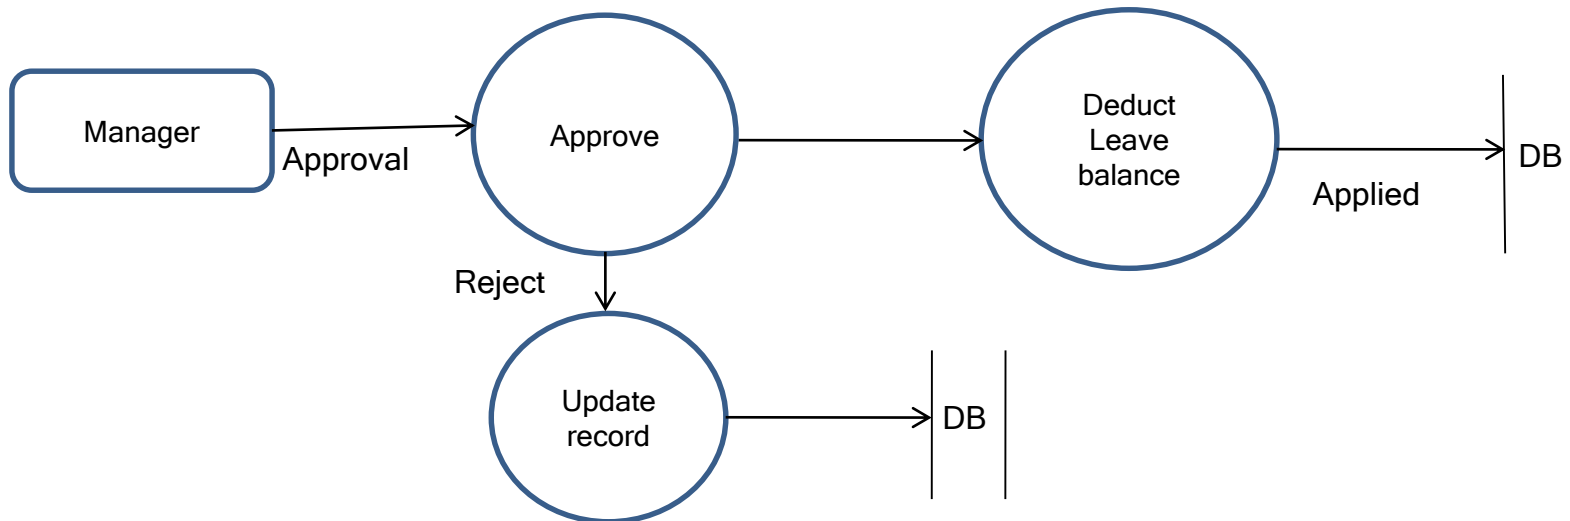 Manager
Approval
Approve
Deduct
Leave
balance
Applied
DB
Reject
Update
record
DB